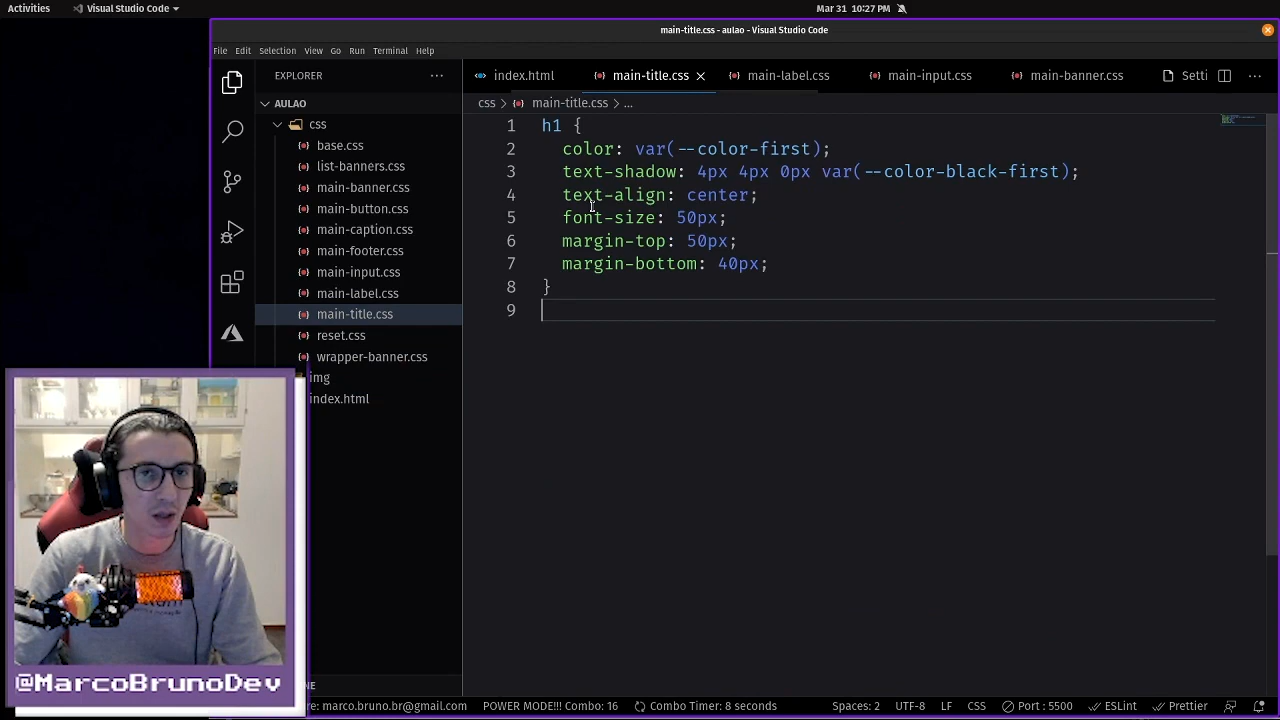 Activities
Visual Studio Code
Mar 31 10:27 PM
main-title.css - aulao - Visual Studio Code
File Edit Selection View Go Run Terminal Help
EXPLORER
index.html
main-title.css
main-label.css
main-input.css
main-banner.css
Setti
AULAO
css
base.css
list-banners.css
main-banner.css
main-button.css
main-caption.css
main-footer.css
main-input.css
main-label.css
main-title.css
reset.css
wrapper-banner.css
img
index.html
css > main-title.css > ...
1 h1 {
2 color: var(--color-first);
3 text-shadow: 4px 4px 0px var(--color-black-first);
4 text-align: center;
5 font-size: 50px;
6 margin-top: 50px;
7 margin-bottom: 40px;
8 }
9
@MarcoBrunoDev
NE
re: marco.bruno.br@gmail.com POWER MODE!!! Combo: 16 Combo Timer: 8 seconds Spaces: 2 UTF-8 LF CSS Port : 5500 ESLint Prettier